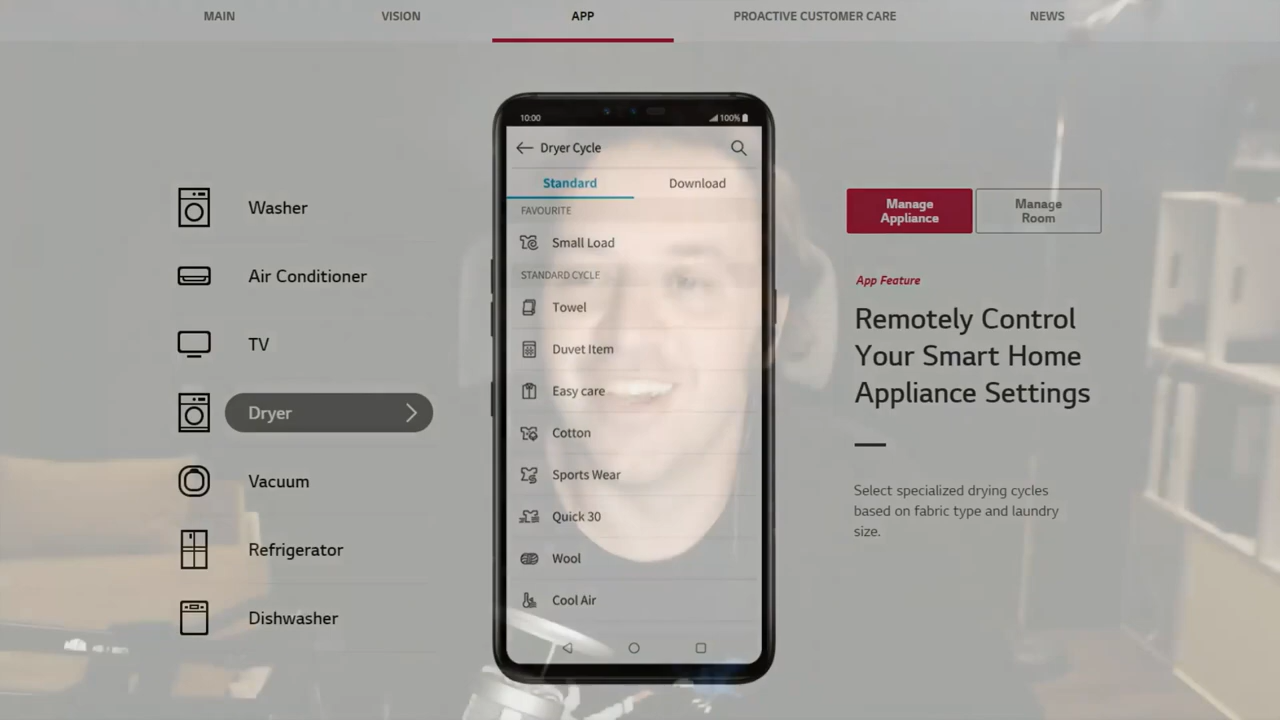 MAIN
VISION
APP
PROACTIVE CUSTOMER CARE
NEWS
Washer
Air Conditioner
TV
Dryer
Vacuum
Refrigerator
Dishwasher
10:00
100%
Dryer Cycle
Standard
Download
FAVOURITE
Small Load
STANDARD CYCLE
Towel
Duvet Item
Easy care
Cotton
Sports Wear
Quick 30
Wool
Cool Air
Manage
Appliance
Manage
Room
App Feature
Remotely Control
Your Smart Home
Appliance Settings
Select specialized drying cycles
based on fabric type and laundry
size.